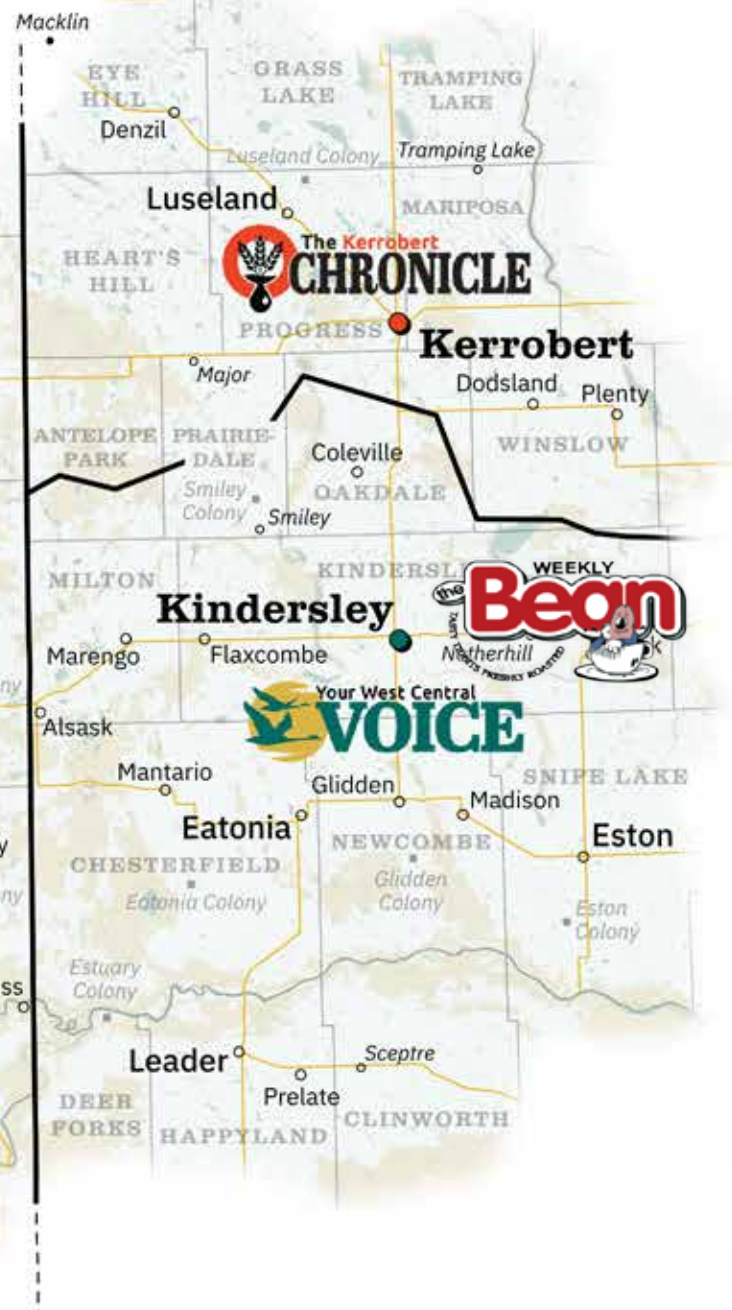 Macklin
EYE
HILL
GRASS
LAKE
TRAMPING
LAKE
Denzil
Luseland Colony
Tramping Lake
Luseland
MARIPOSA
HEART'S
HILL
The Kerrobert
CHRONICLE
PROGRESS
Kerrobert
Major
Dodsland
Plenty
ANTELOPE
PARK
PRAIRIE-
DALE
WINSLOW
Coleville
OAKDALE
Smiley
Colony
Smiley
MILTON
KINDERSL
WEEKLY
the
Bean
Kindersley
Marengo
Flaxcombe
Netherhill
ny
Alsask
Your West Central
VOICE
Mantario
Glidden
Madison
SNIPE LAKE
Eatonia
NEWCOMBE
Eston
y
CHESTERFIELD
Glidden
Colony
ny
Eatonia Colony
Eston
Colony
Estuary
Colony
ss
Leader
Sceptre
Prelate
DEER
FORKS
HAPPYLAND
CLINWORTH